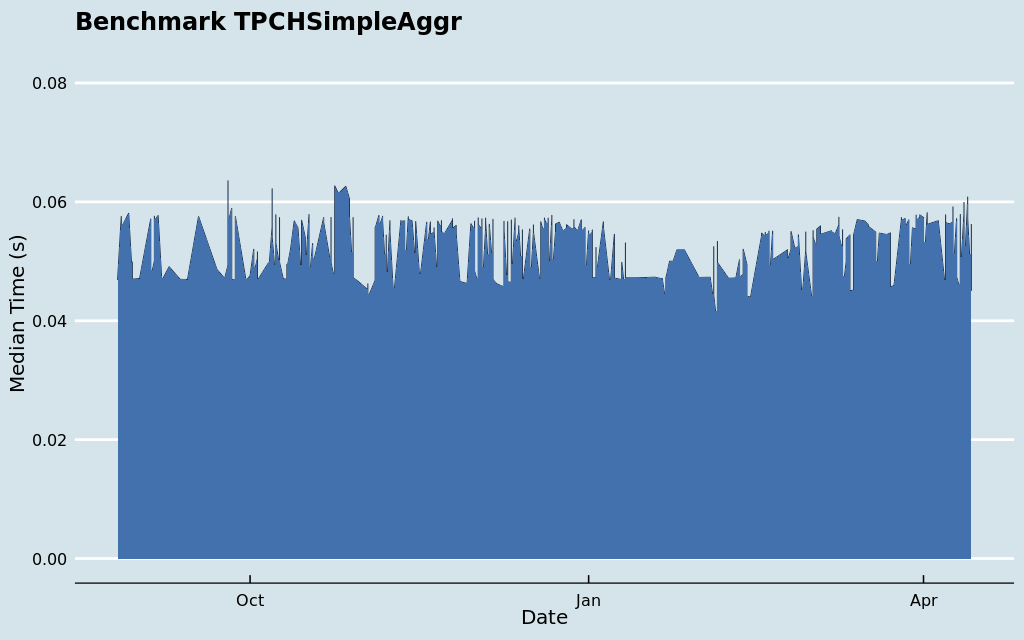 Benchmark TPCHSimpleAggr
0.08
0.06
0.04
0.02
0.00
Median Time (s)
Oct
Jan
Apr
Date